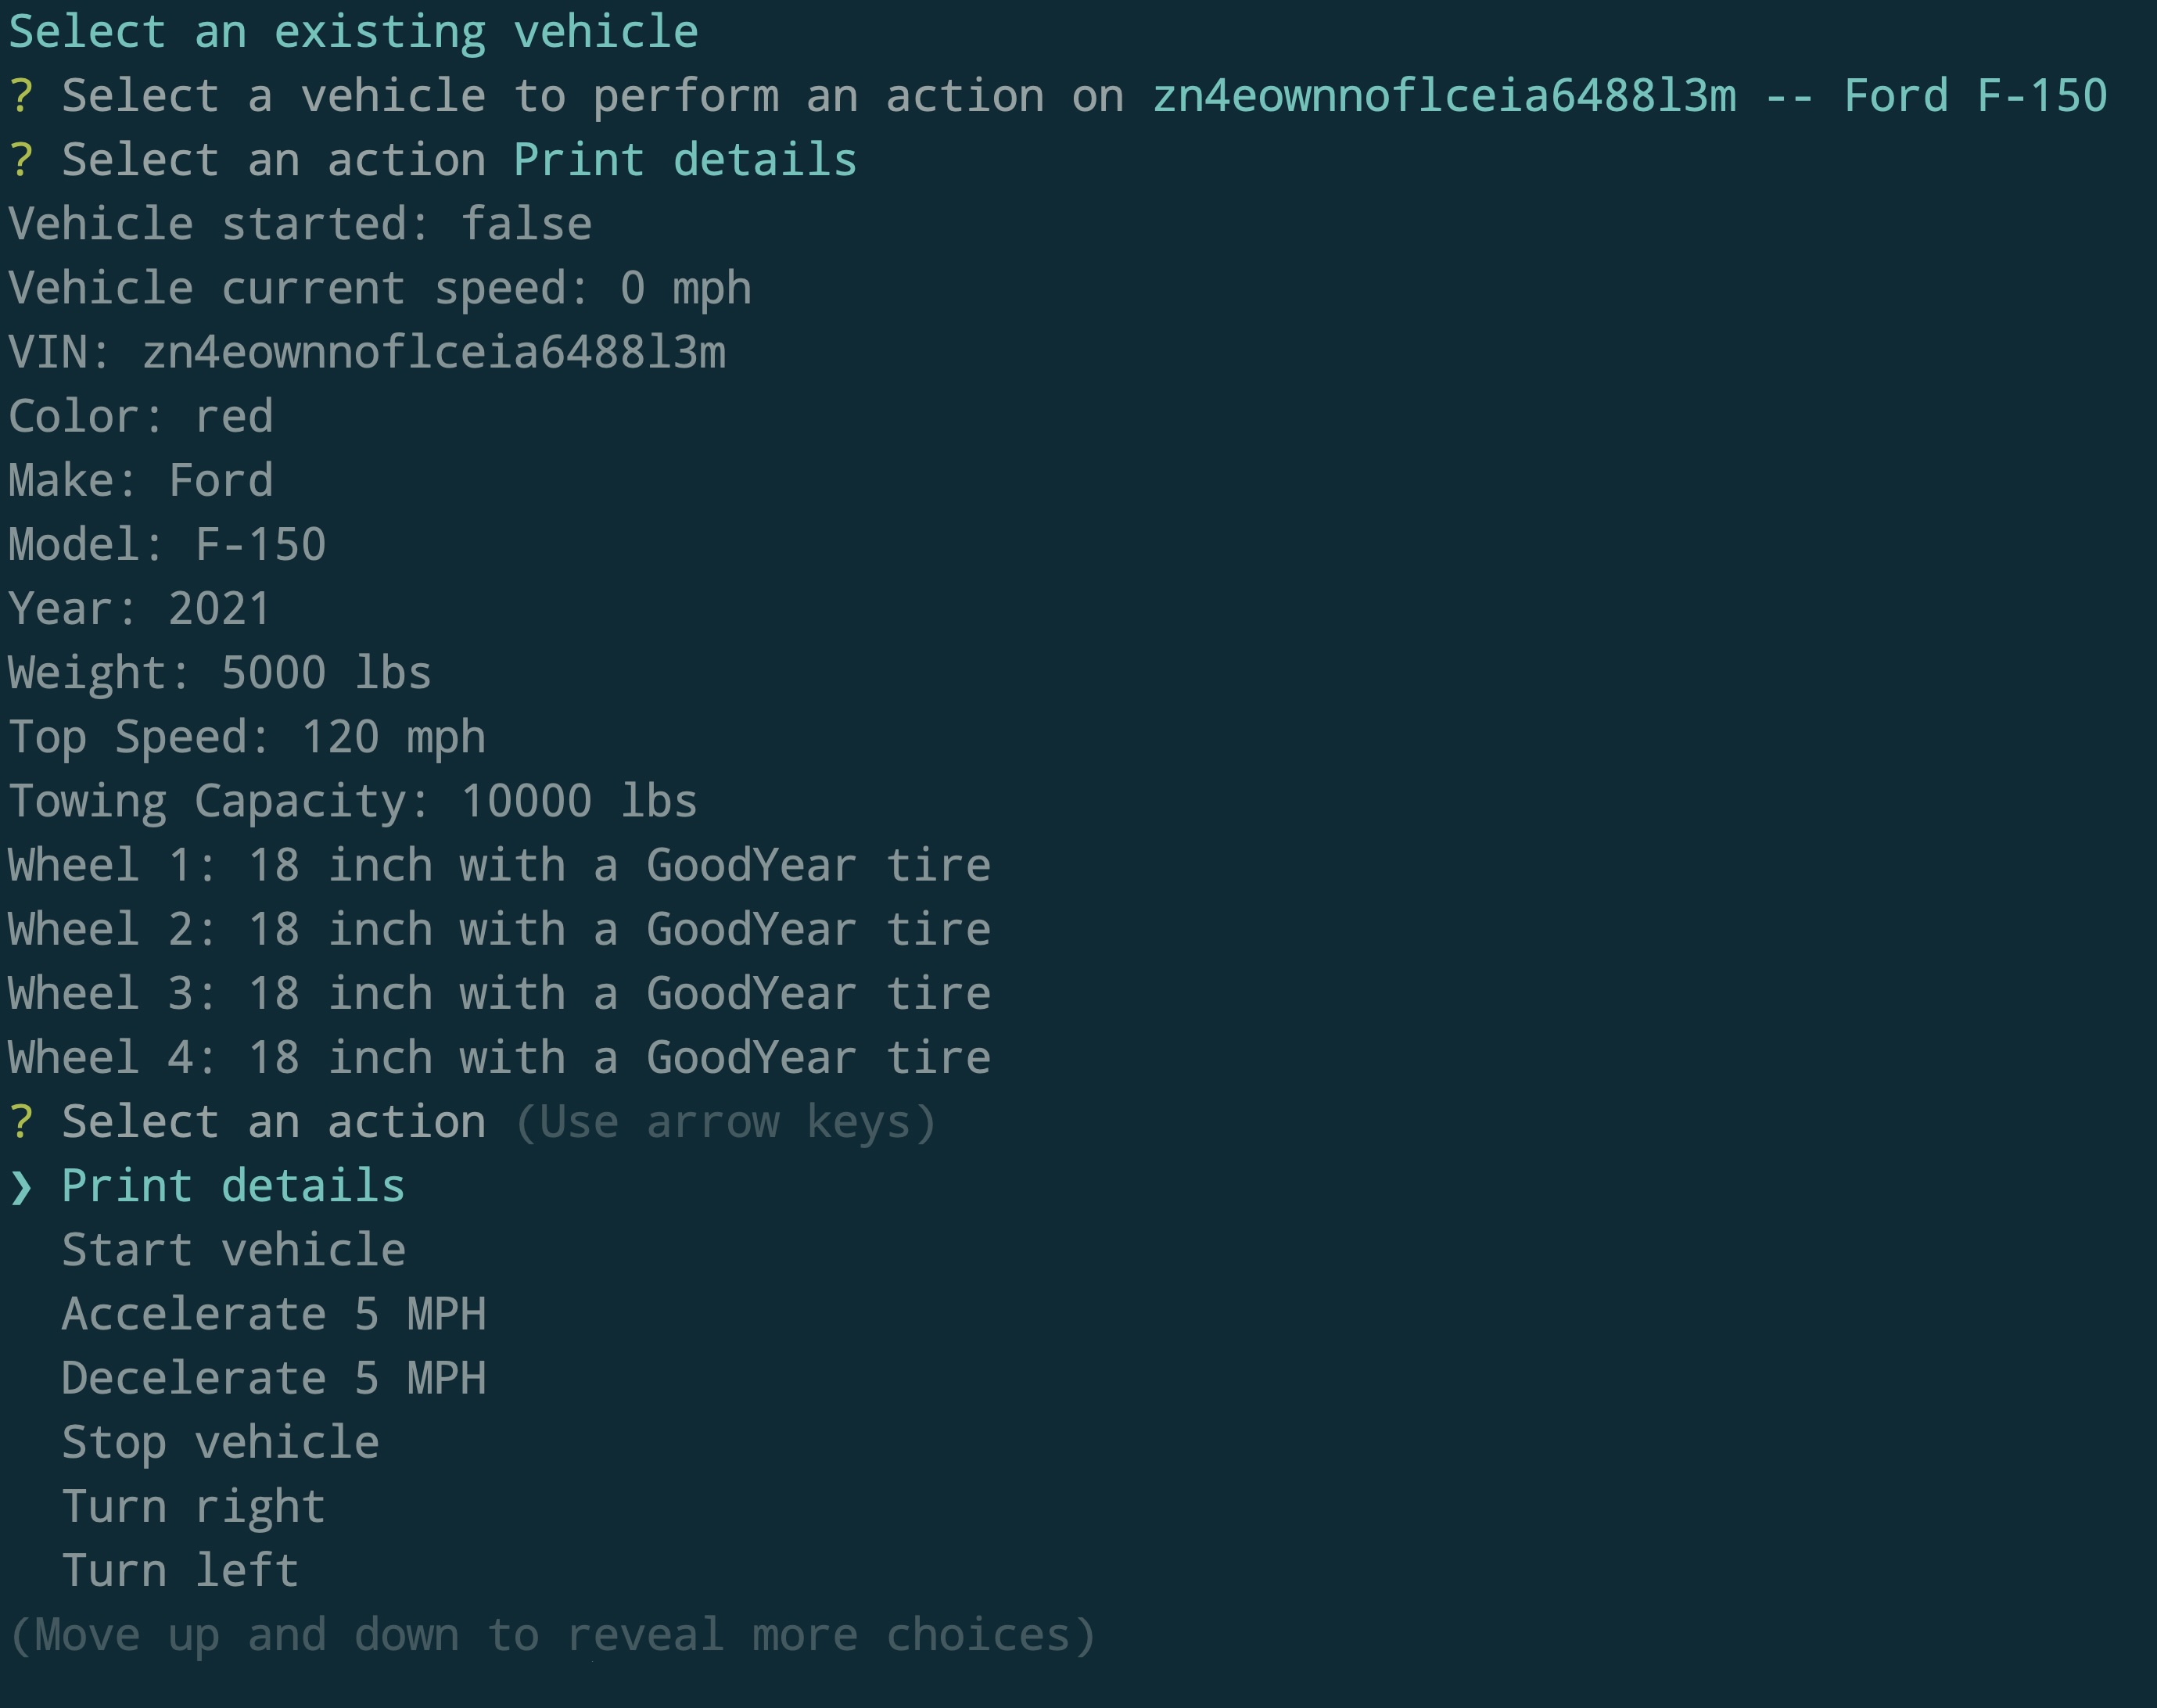 Select an existing vehicle
? Select a vehicle to perform an action on zn4eownnoflceia6488l3m -- Ford F-150
? Select an action Print details
Vehicle started: false
Vehicle current speed: 0 mph
VIN: zn4eownnoflceia6488l3m
Color: red
Make: Ford
Model: F-150
Year: 2021
Weight: 5000 lbs
Top Speed: 120 mph
Towing Capacity: 10000 lbs
Wheel 1: 18 inch with a GoodYear tire
Wheel 2: 18 inch with a GoodYear tire
Wheel 3: 18 inch with a GoodYear tire
Wheel 4: 18 inch with a GoodYear tire
? Select an action (Use arrow keys)
❯ Print details
Start vehicle
Accelerate 5 MPH
Decelerate 5 MPH
Stop vehicle
Turn right
Turn left
(Move up and down to reveal more choices)